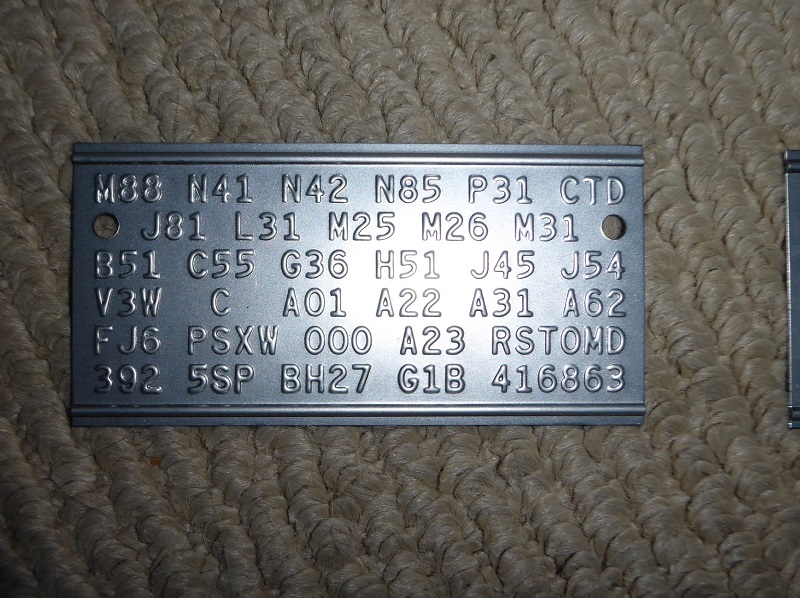 M88 N41 N42 N85 P31 CTD
J81 L31 M25 M26 M31
B51 C55 G36 H51 J45 J54
V3W C A01 A22 A31 A62
FJ6 PSXW 000 A23 RSTOMD
392 5SP BH27 G1B 416863